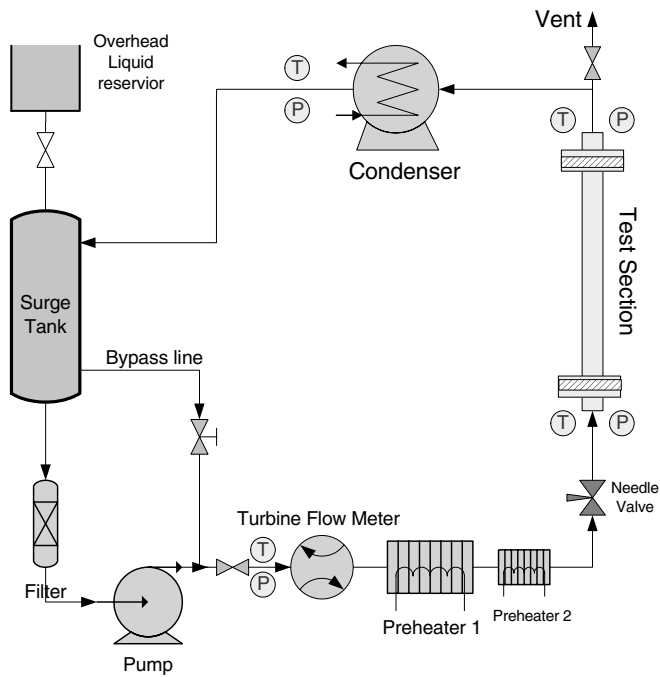 Vent
Overhead
Liquid
reservior
T
P
Condenser
T
P
Test Section
Surge
Tank
Bypass line
T
P
Needle
Valve
Turbine Flow Meter
T
P
Filter
Preheater 1
Preheater 2
Pump